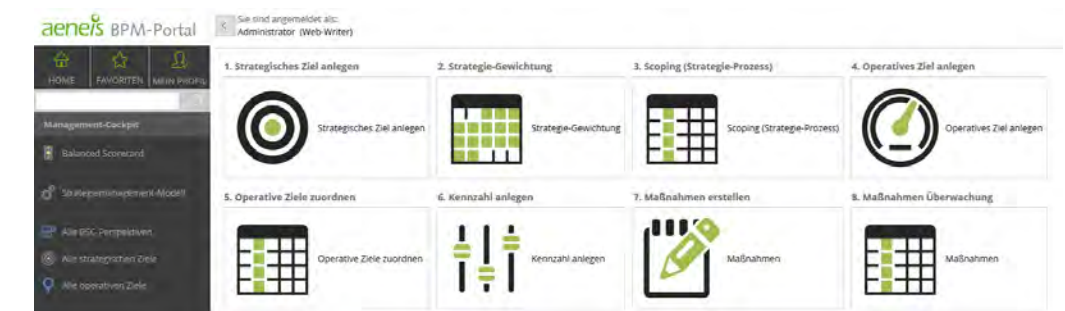 aeneis BPM-Portal
Sie sind angemeldet als:
Administrator (Web-Writer)
HOME
FAVORITEN
MEIN PROFIL
Management-Cockpit
Balanced Scorecard
Strategiemanagement-Modell
Alle BSC-Perspektiven
Alle strategischen Ziele
Alle operativen Ziele
1. Strategisches Ziel anlegen
2. Strategie-Gewichtung
3. Scoping (Strategie-Prozess)
4. Operatives Ziel anlegen
Strategisches Ziel anlegen
Strategie-Gewichtung
Scoping (Strategie-Prozess)
Operatives Ziel anlegen
5. Operative Ziele zuordnen
6. Kennzahl anlegen
7. Maßnahmen erstellen
8. Maßnahmen Überwachung
Operative Ziele zuordnen
Kennzahl anlegen
Maßnahmen
Maßnahmen